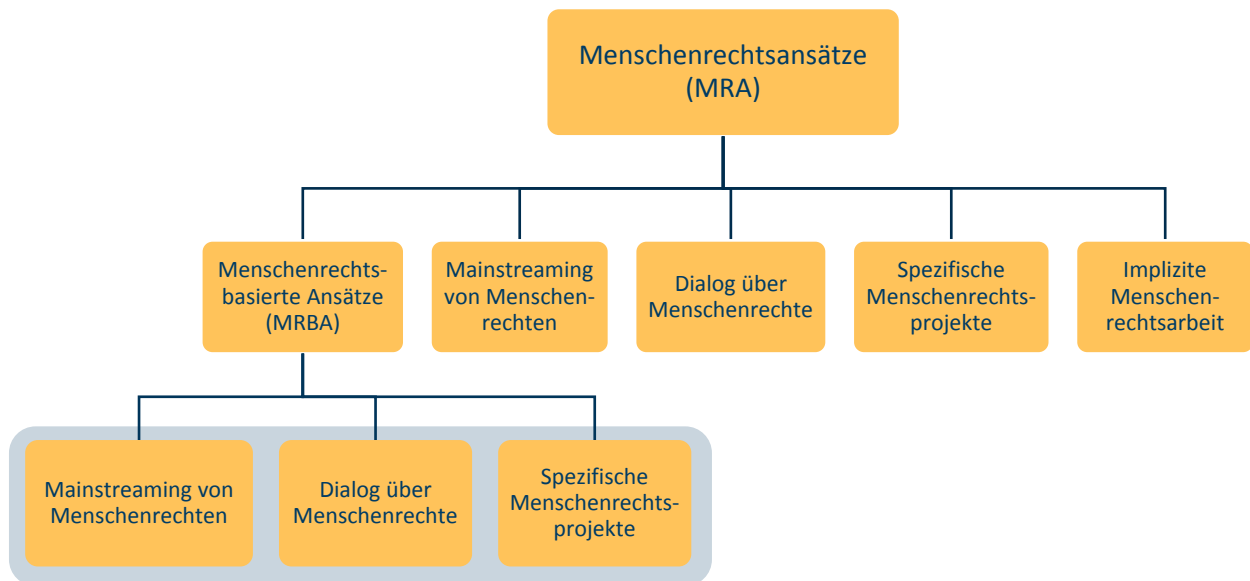 Menschenrechtsansätze
(MRA)
Menschenrechts-
basierte Ansätze
(MRBA)
Mainstreaming
von Menschen-
rechten
Dialog über
Menschenrechte
Spezifische
Menschenrechts-
projekte
Implizite
Menschen-
rechtsarbeit
Mainstreaming von
Menschenrechten
Dialog über
Menschenrechte
Spezifische
Menschenrechts-
projekte